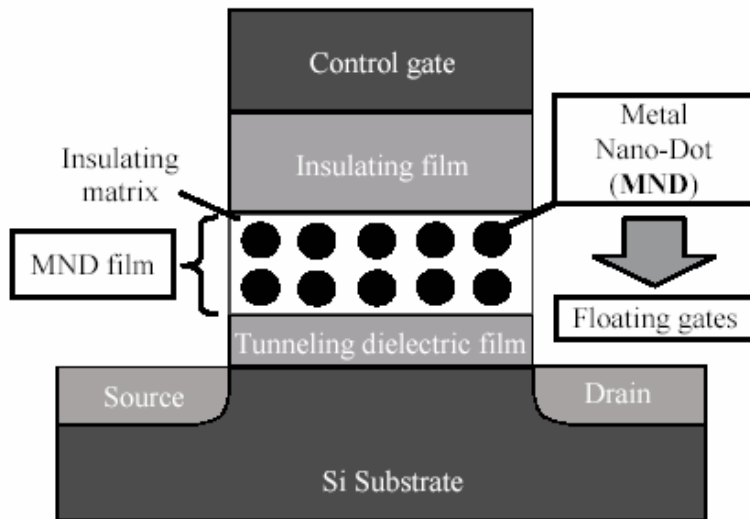 Control gate
Insulating film
Insulating
matrix
MND film
Metal
Nano-Dot
(MND)
Floating gates
Tunneling dielectric film
Source
Drain
Si Substrate